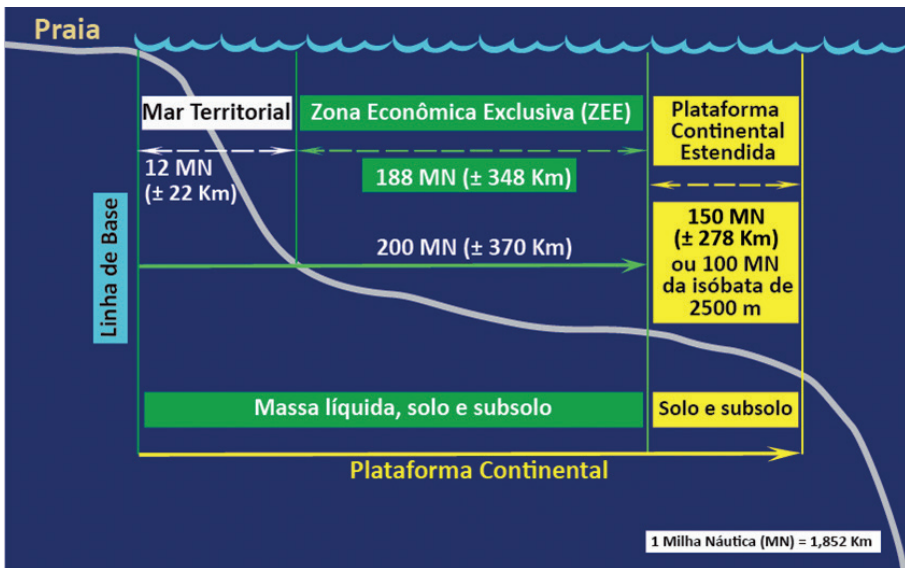 Praia
Mar Territorial
Zona Econômica Exclusiva (ZEE)
Plataforma
Continental
Estendida
12 MN
(± 22 Km)
188 MN (± 348 Km)
150 MN
(± 278 Km)
ou 100 MN
da isóbata de
2500 m
200 MN (± 370 Km)
Linha de Base
Massa líquida, solo e subsolo
Solo e subsolo
Plataforma Continental
1 Milha Náutica (MN) = 1,852 Km